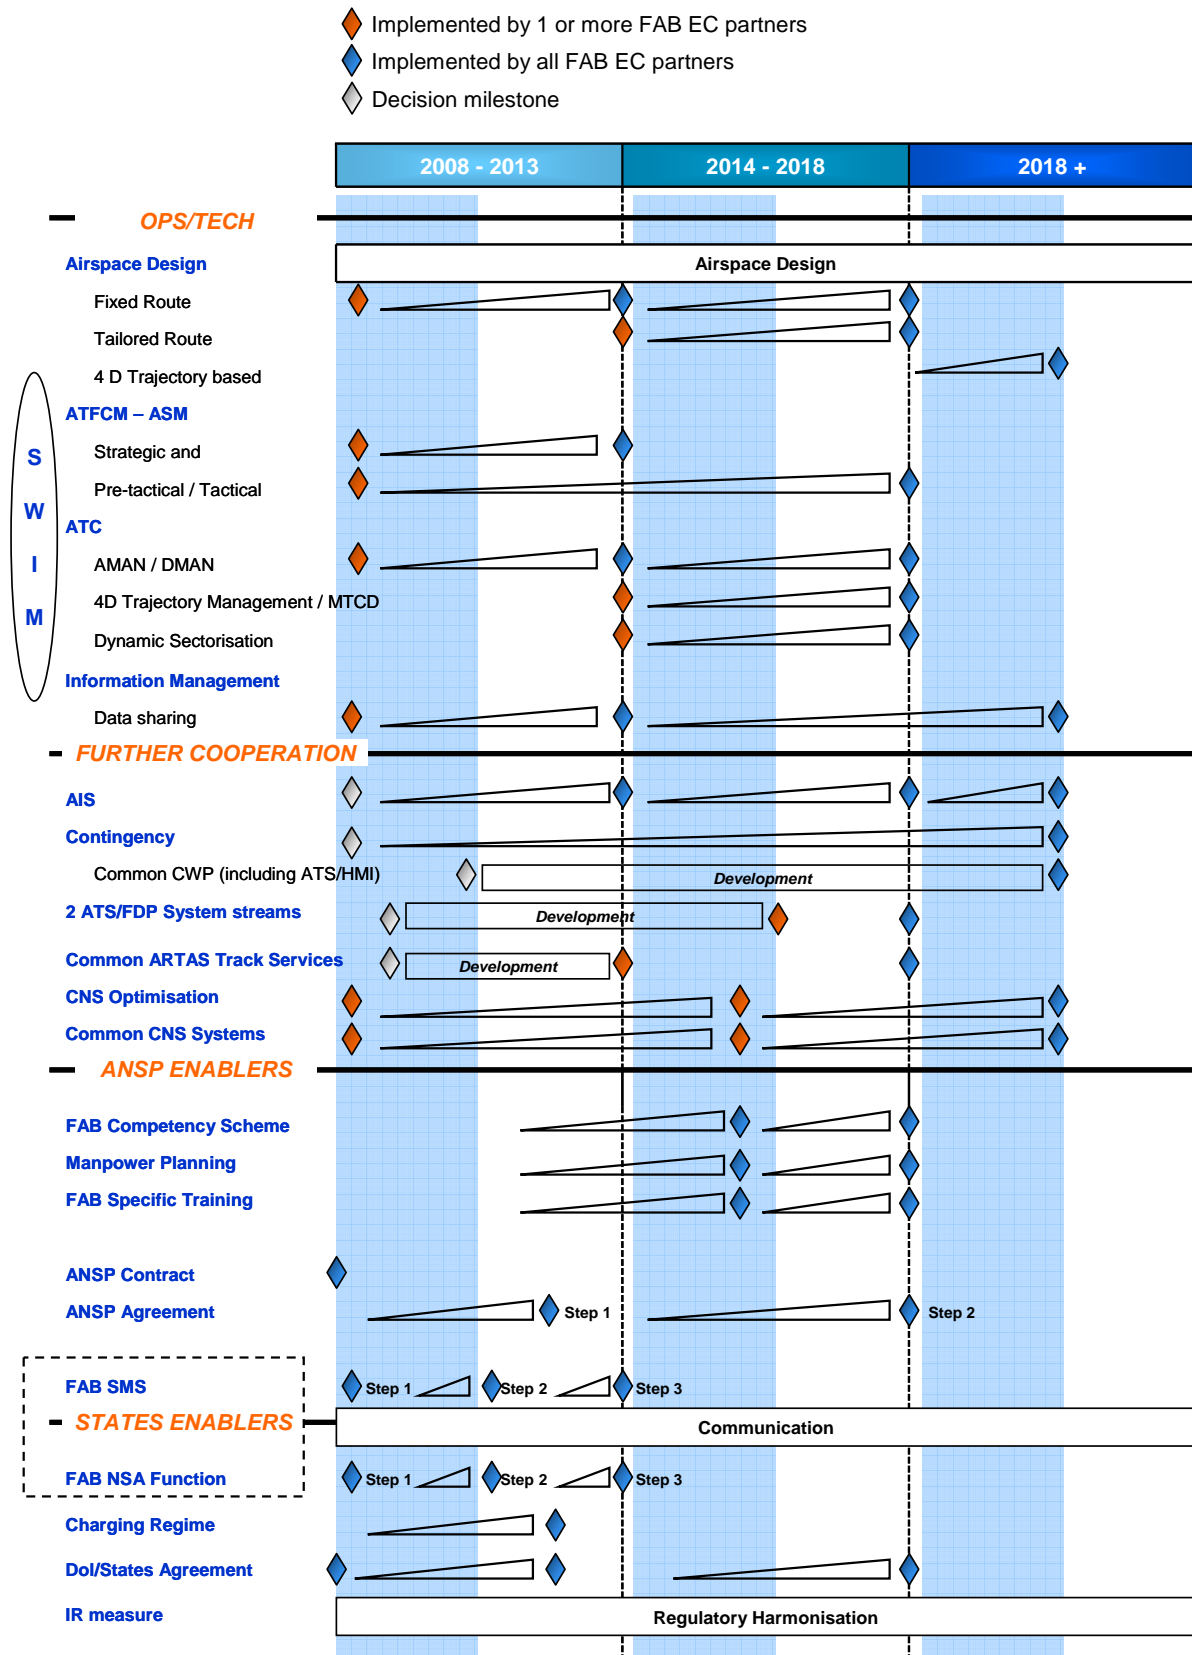 Implemented by 1 or more FAB EC partners
Implemented by all FAB EC partners
Decision milestone
2008 - 2013 2014 - 2018 2018 +
OPS/TECH
Airspace Design Airspace Design
Fixed Route
Tailored Route
4 D Trajectory based
ATFCM – ASM
Strategic and
Pre-tactical / Tactical
ATC
AMAN / DMAN
4D Trajectory Management / MTCD
Dynamic Sectorisation
Information Management
Data sharing
S
W
I
M
FURTHER COOPERATION
AIS
Contingency
Common CWP (including ATS/HMI) Development
2 ATS/FDP System streams Development
Common ARTAS Track Services Development
CNS Optimisation
Common CNS Systems
ANSP ENABLERS
FAB Competency Scheme
Manpower Planning
FAB Specific Training
ANSP Contract
ANSP Agreement Step 1 Step 2
FAB SMS Step 1 Step 2 Step 3
STATES ENABLERS Communication
FAB NSA Function Step 1 Step 2 Step 3
Charging Regime
DoI/States Agreement
IR measure Regulatory Harmonisation